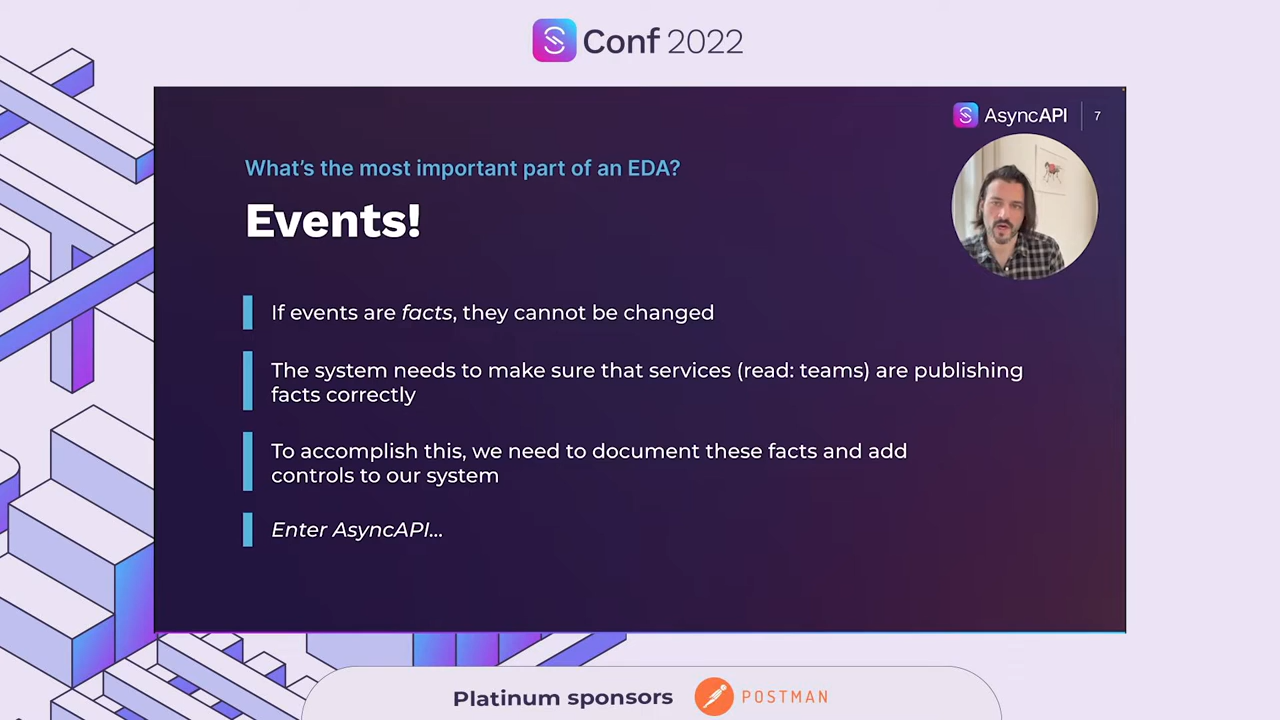 Conf 2022
AsyncAPI
7
What's the most important part of an EDA?
Events!
If events are facts, they cannot be changed
The system needs to make sure that services (read: teams) are publishing
facts correctly
To accomplish this, we need to document these facts and add
controls to our system
Enter AsyncAPI...
Platinum sponsors
POSTMAN